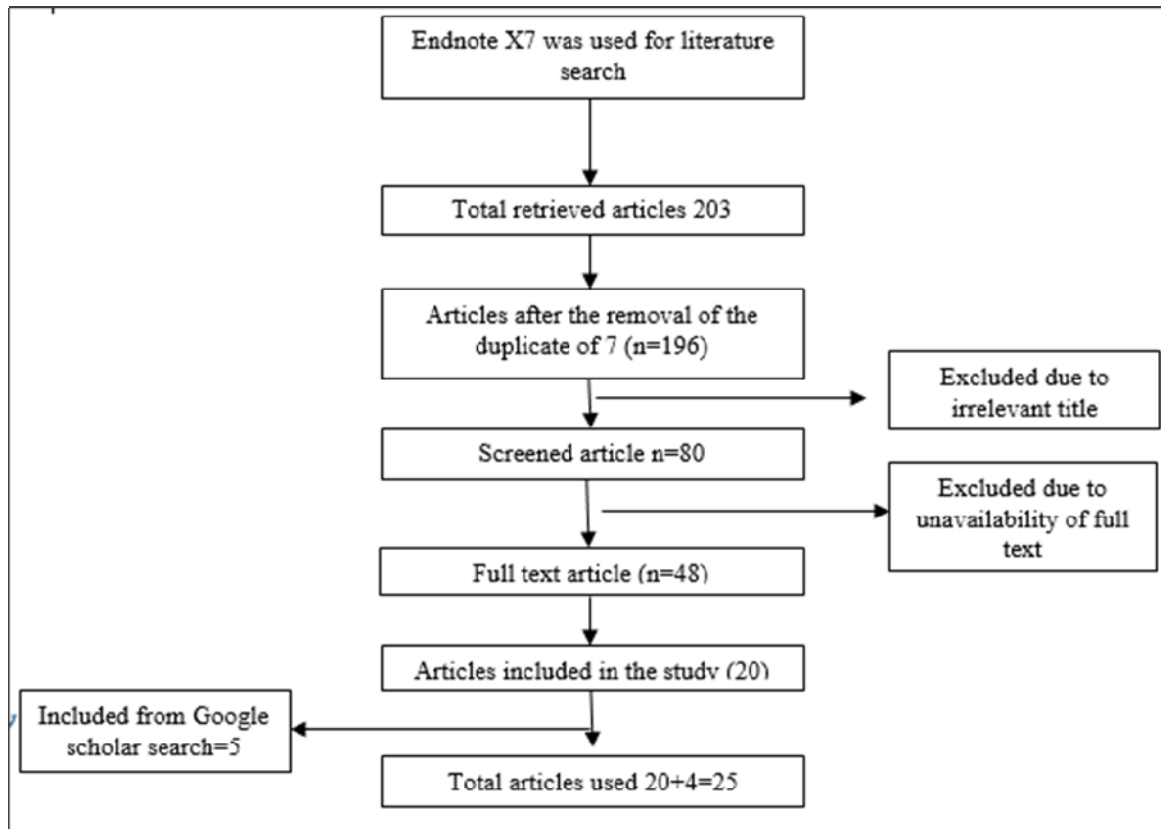 Endnote X7 was used for literature
search
Total retrieved articles 203
Articles after the removal of the
duplicate of 7 (n=196)
Excluded due to
irrelevant title
Screened article n=80
Excluded due to
unavailability of full
text
Full text article (n=48)
Articles included in the study (20)
Included from Google
scholar search=5
Total articles used 20+4=25